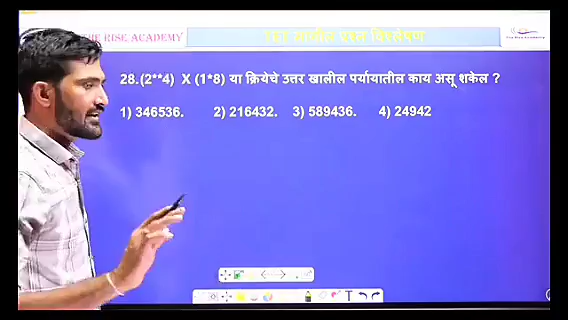 THE RISE ACADEMY
28.(2**4) X (1*8) या क्रियेचे उत्तर खालील पर्यायातील काय असू शकेल ?
1) 346536. 2) 216432. 3) 589436. 4) 24942